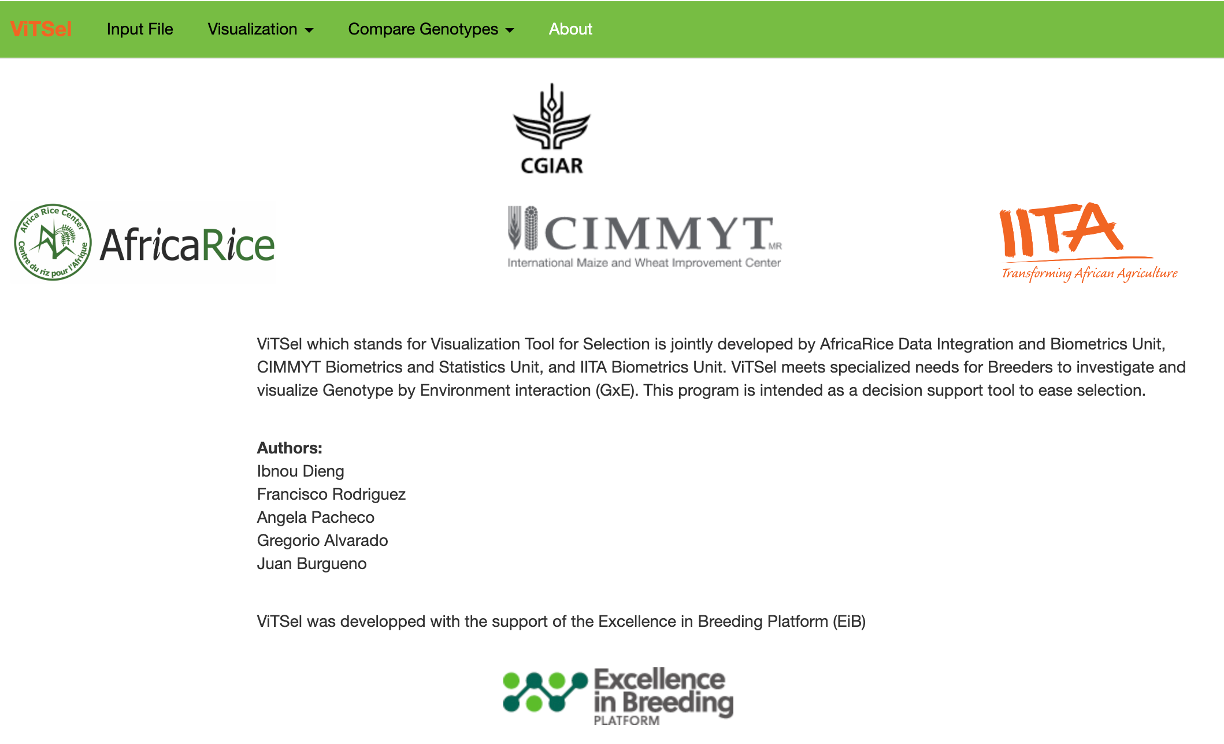 ViTSel Input File Visualization Compare Genotypes About
CGIAR
Africa Rice Center
Centre du riz pour l'Afrique
AfricaRice
CIMMYT MR
International Maize and Wheat Improvement Center
IITA
Transforming African Agriculture
ViTSel which stands for Visualization Tool for Selection is jointly developed by AfricaRice Data Integration and Biometrics Unit,
CIMMYT Biometrics and Statistics Unit, and IITA Biometrics Unit. ViTSel meets specialized needs for Breeders to investigate and
visualize Genotype by Environment interaction (GxE). This program is intended as a decision support tool to ease selection.
Authors:
Ibnou Dieng
Francisco Rodriguez
Angela Pacheco
Gregorio Alvarado
Juan Burgueno
ViTSel was developped with the support of the Excellence in Breeding Platform (EiB)
Excellence
in Breeding
PLATFORM